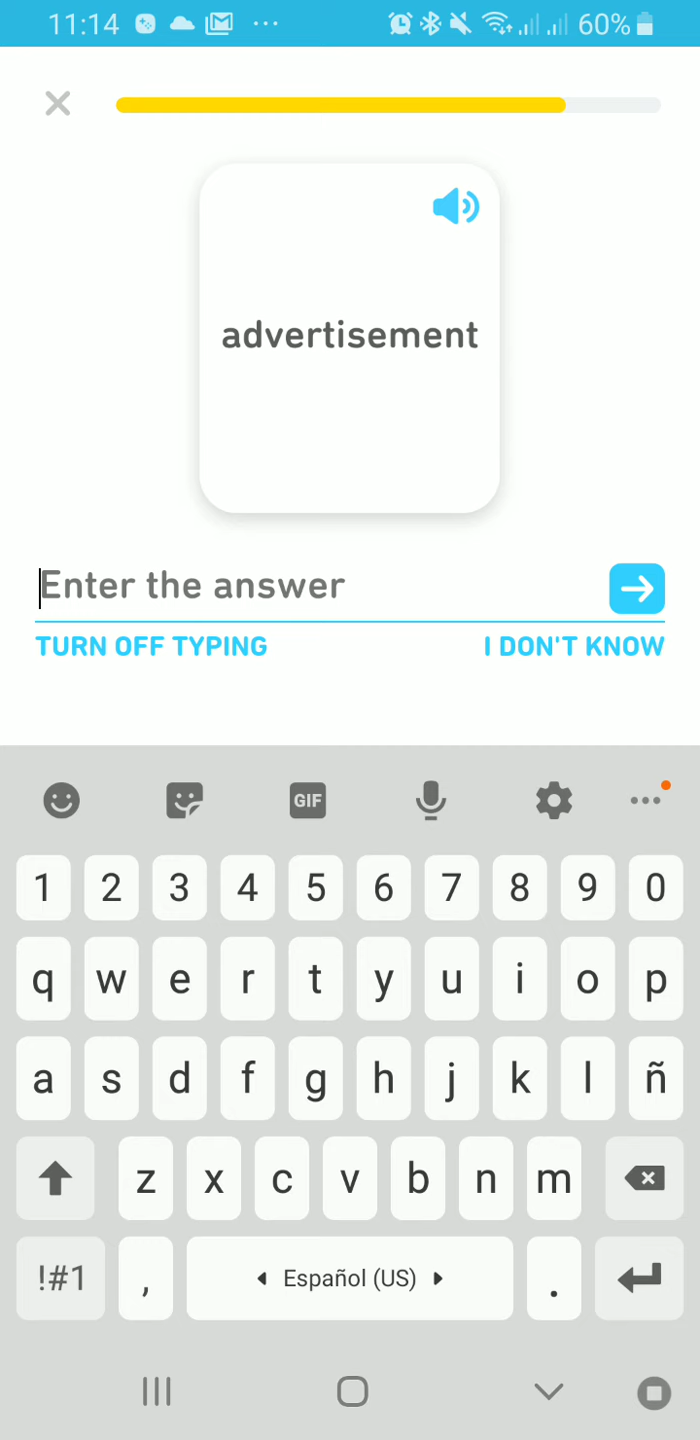 11:14 ... 60%
advertisement
Enter the answer
TURN OFF TYPING I DON'T KNOW
GIF
1 2 3 4 5 6 7 8 9 0
q w e r t y u i o p
a s d f g h j k l ñ
z x c v b n m
!#1 , Español (US) .